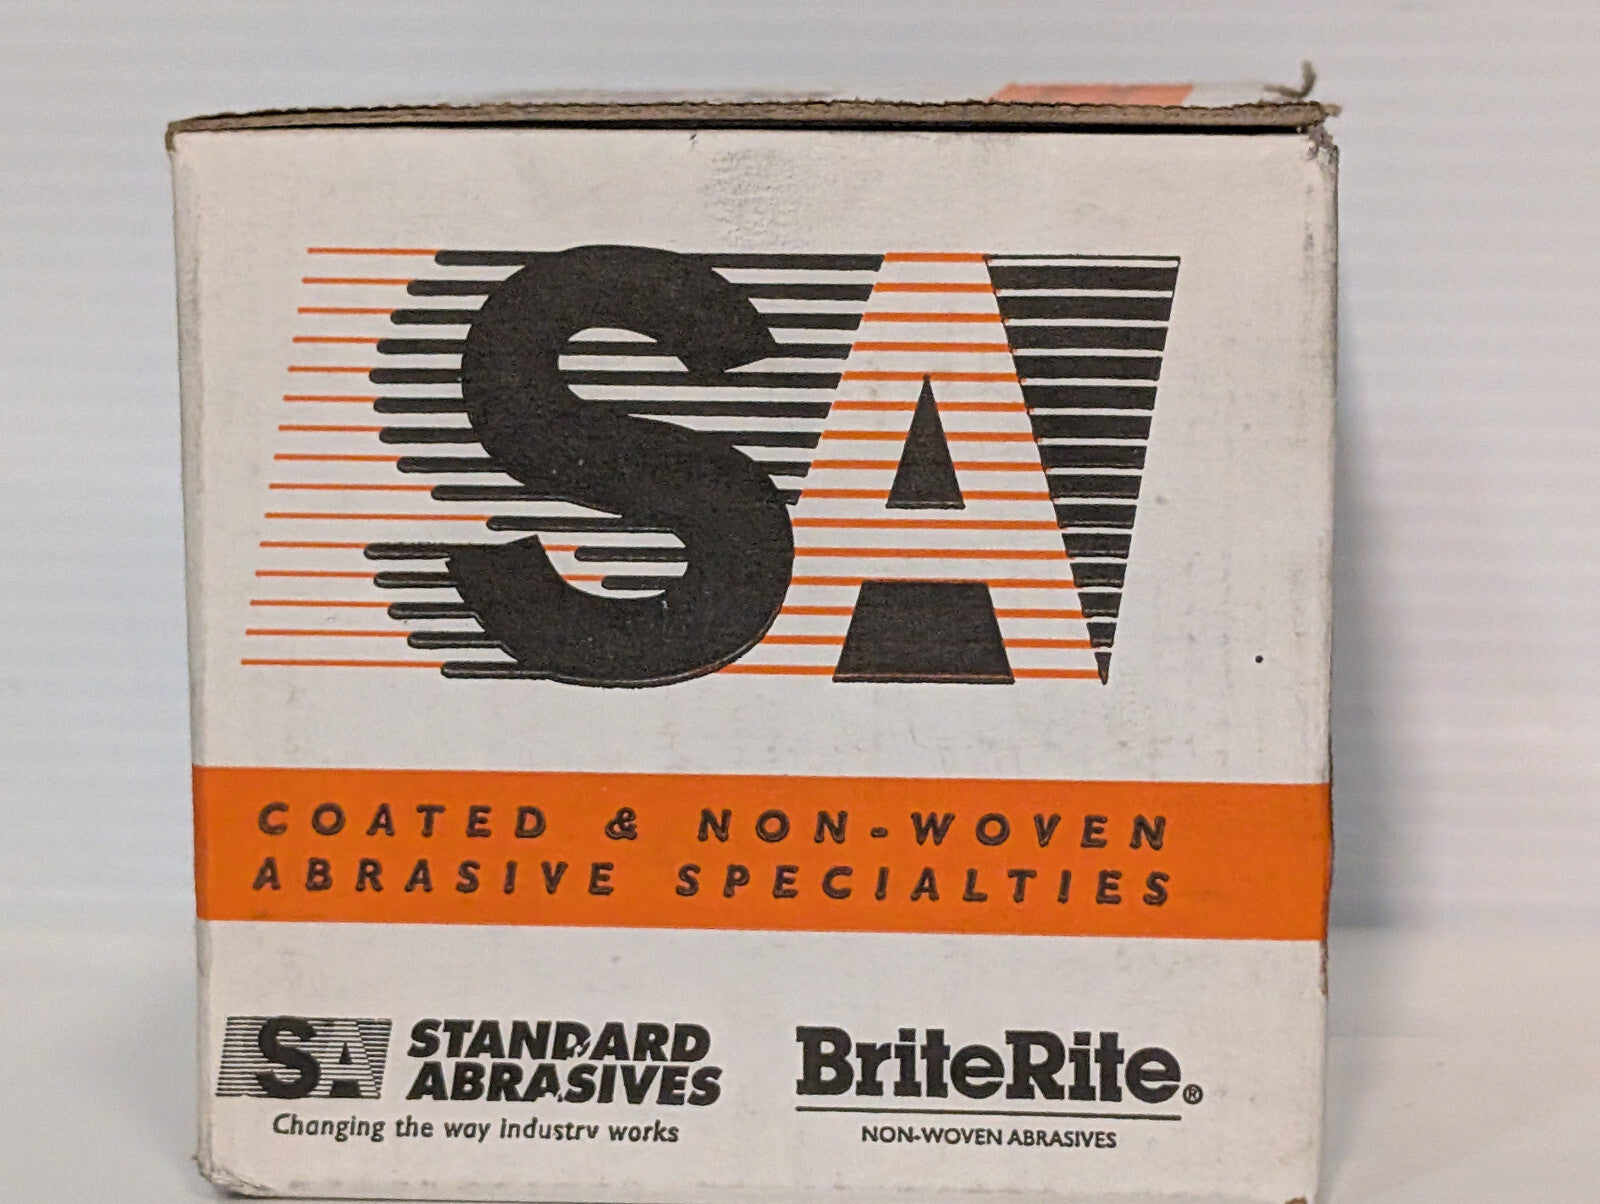 SA
COATED & NON-WOVEN
ABRASIVE SPECIALTIES
SA STANDARD
ABRASIVES
Changing the way industry works
BriteRite®
NON-WOVEN ABRASIVES